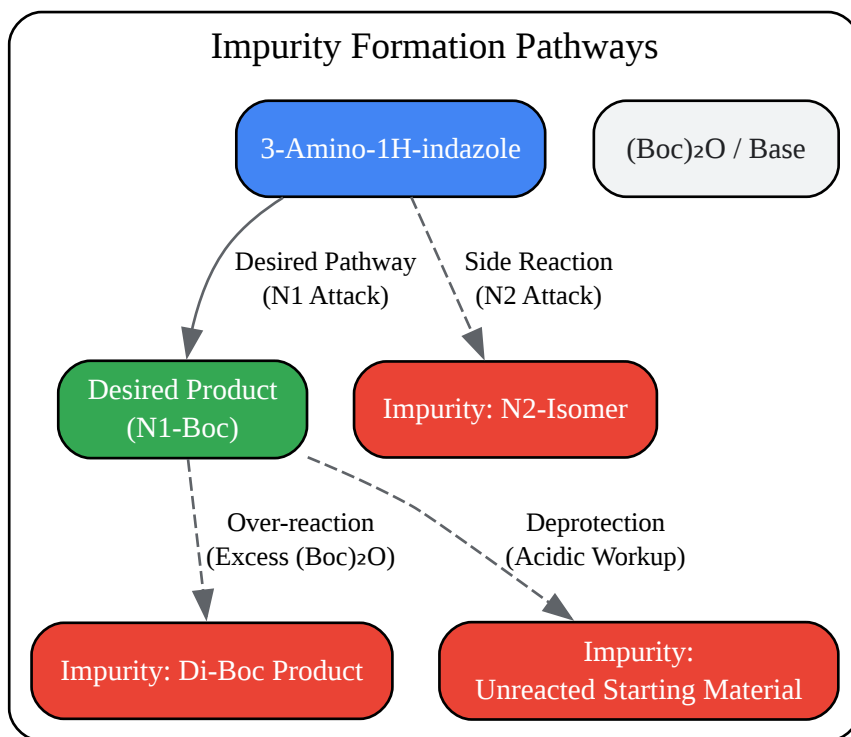 Impurity Formation Pathways
3-Amino-1H-indazole
(Boc)₂O / Base
Desired Pathway
(N1 Attack)
Side Reaction
(N2 Attack)
Desired Product
(N1-Boc)
Impurity: N2-Isomer
Over-reaction
(Excess (Boc)₂O)
Deprotection
(Acidic Workup)
Impurity: Di-Boc Product
Impurity:
Unreacted Starting Material